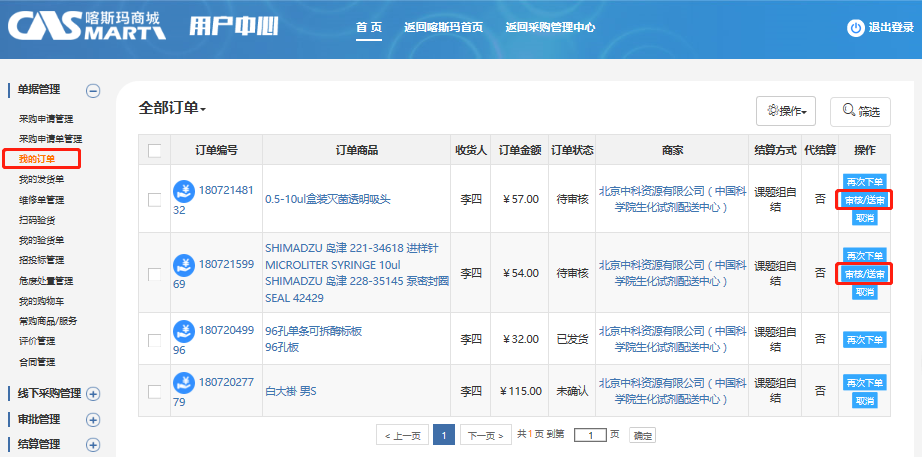 CASMART 喀斯玛商城 用户中心 首 页 返回喀斯玛首页 返回采购管理中心 退出登录
单据管理
采购申请管理
采购申请单管理
我的订单
我的发货单
维修单管理
扫码验货
我的验货单
招投标管理
危废处置管理
我的购物车
常购商品/服务
评价管理
合同管理
线下采购管理
审批管理
结算管理
全部订单 操作 筛选
订单编号 订单商品 收货人 订单金额 订单状态 商家 结算方式 代结算 操作
180721481
32
0.5-10ul盒装灭菌透明吸头
李四
￥57.00
待审核
北京中科资源有限公司（中国科
学院生化试剂配送中心）
课题组自
结
否
再次下单
审核/送审
取消
180721599
69
SHIMADZU 岛津 221-34618 进样针
MICROLITER SYRINGE 10ul
SHIMADZU 岛津 228-35145 泵密封圈
SEAL 42429
李四
￥54.00
待审核
北京中科资源有限公司（中国科
学院生化试剂配送中心）
课题组自
结
否
再次下单
审核/送审
取消
180720499
96
96孔单条可拆酶标板
96孔板
李四
￥32.00
已发货
北京中科资源有限公司（中国科
学院生化试剂配送中心）
课题组自
结
否
再次下单
180720277
79
白大褂 男S
李四
￥115.00
未确认
北京中科资源有限公司（中国科
学院生化试剂配送中心）
课题组自
结
否
再次下单
取消
< 上一页 1 下一页 > 共1页 到第 1 页 确定